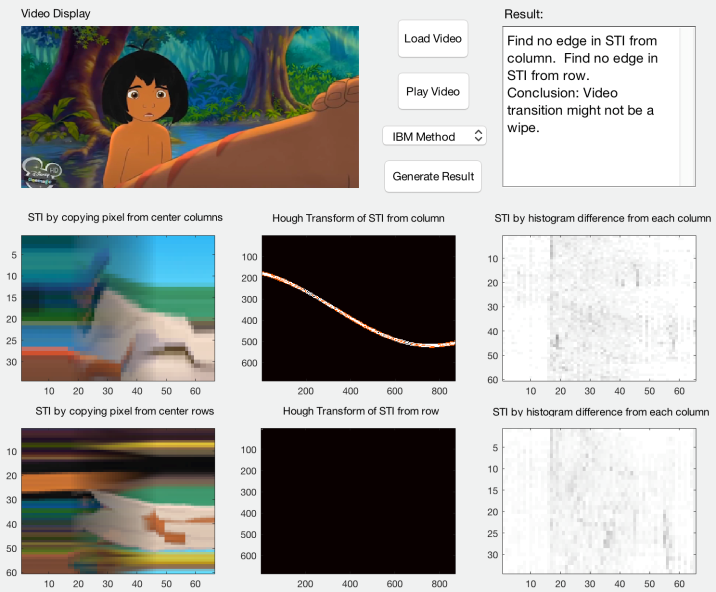 Video Display
Load Video
Play Video
IBM Method
Generate Result
Result:
Find no edge in STI from
column. Find no edge in
STI from row.
Conclusion: Video
transition might not be a
wipe.
Disney
HD
STI by copying pixel from center columns
5
10
15
20
25
30
10 20 30 40 50 60
Hough Transform of STI from column
100
200
300
400
500
600
200 400 600 800
STI by histogram difference from each column
10
20
30
40
50
60
10 20 30 40 50 60
STI by copying pixel from center rows
10
20
30
40
50
60
10 20 30 40 50 60
Hough Transform of STI from row
100
200
300
400
500
600
200 400 600 800
STI by histogram difference from each column
5
10
15
20
25
30
10 20 30 40 50 60